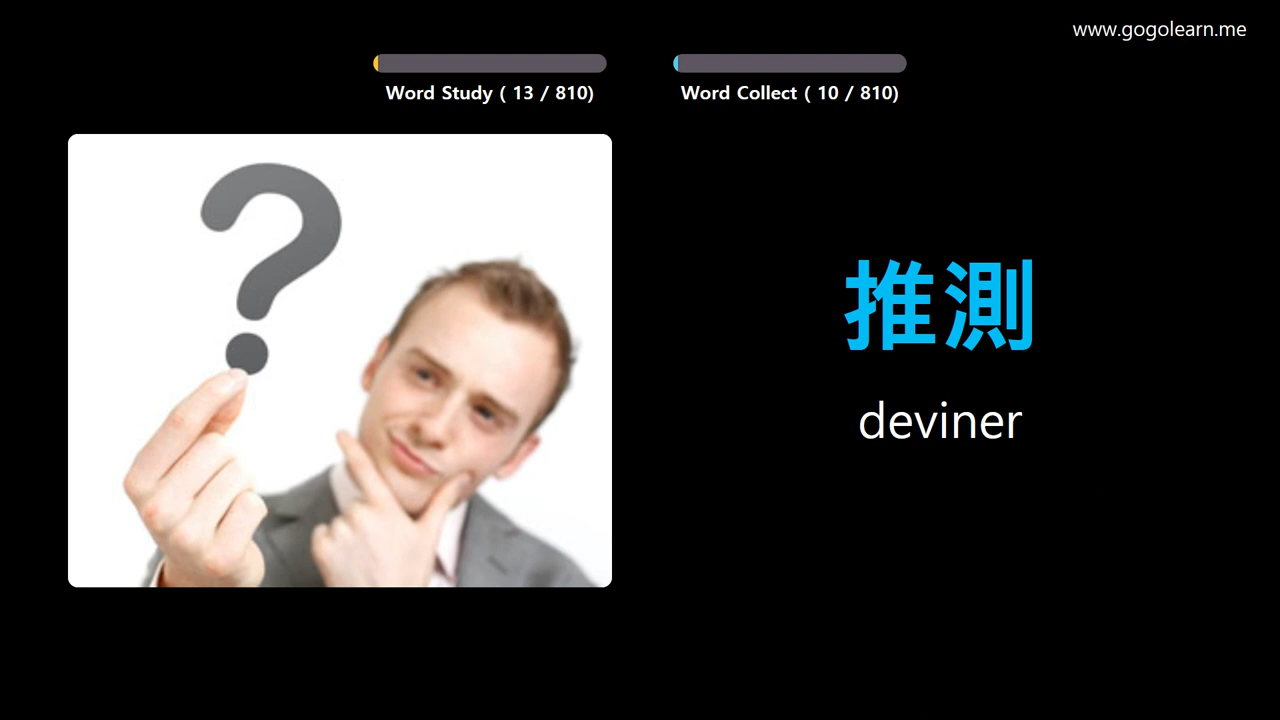 www.gogolearn.me
Word Study ( 13 / 810)
Word Collect ( 10 / 810)
?
推測
deviner